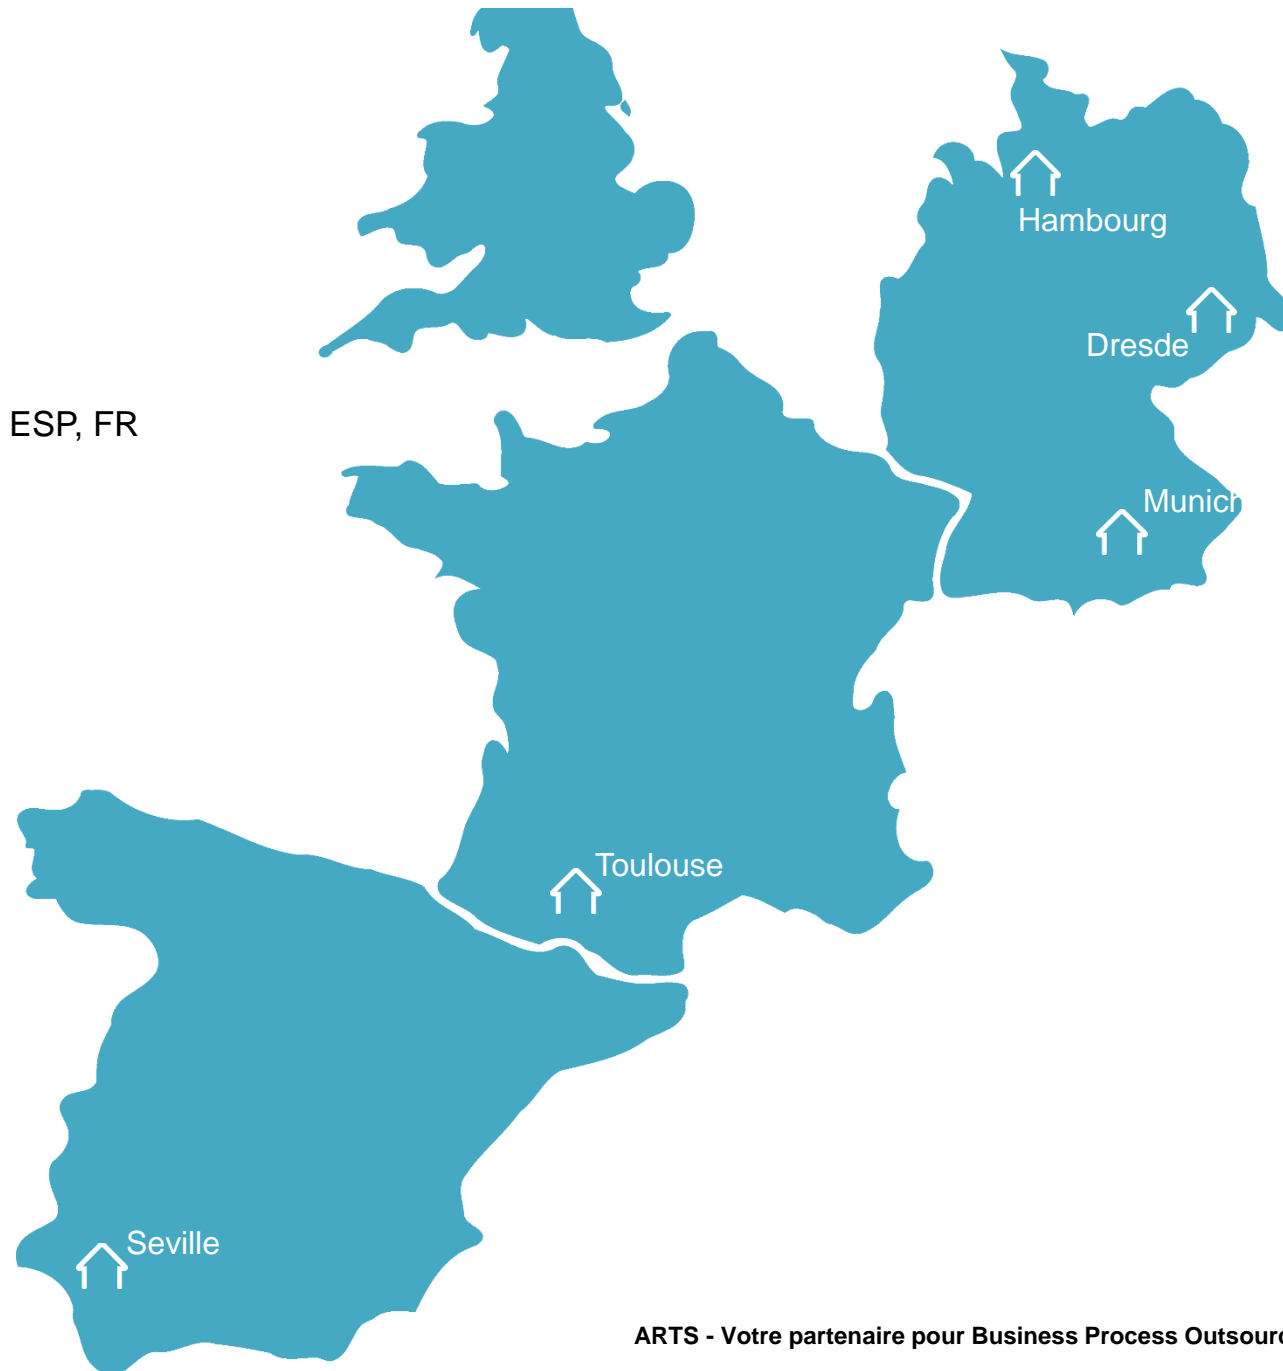 Hambourg
Dresde
ESP, FR
Munich
Toulouse
Seville
ARTS - Votre partenaire pour Business Process